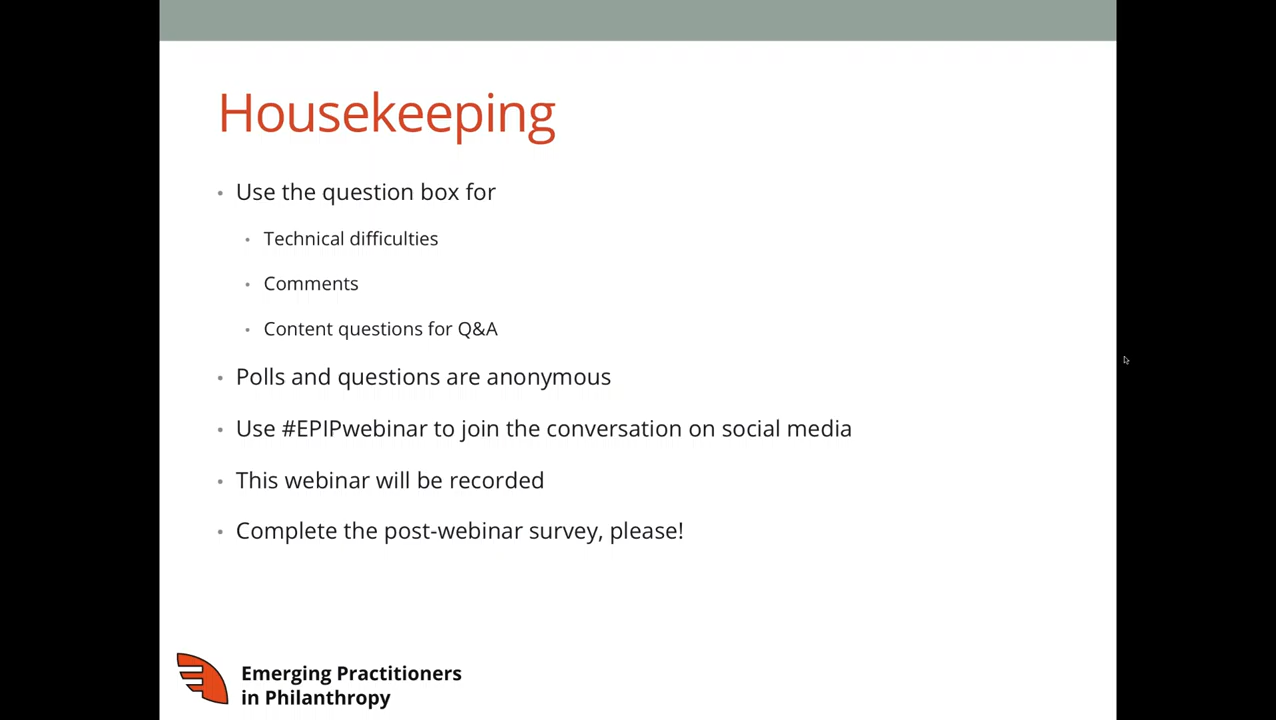 Housekeeping
• Use the question box for
• Technical difficulties
• Comments
• Content questions for Q&A
• Polls and questions are anonymous
• Use #EPIPwebinar to join the conversation on social media
• This webinar will be recorded
• Complete the post-webinar survey, please!
Emerging Practitioners
in Philanthropy